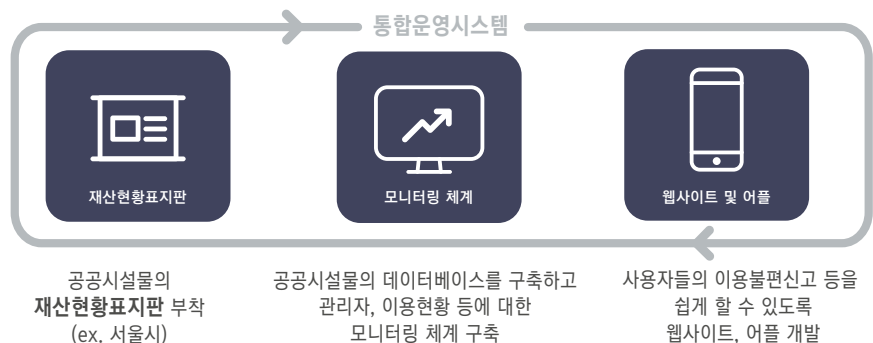 통합운영시스템
재산현황표지판
모니터링 체계
웹사이트 및 어플
공공시설물의
재산현황표지판 부착
(ex. 서울시)
공공시설물의 데이터베이스를 구축하고
관리자, 이용현황 등에 대한
모니터링 체계 구축
사용자들의 이용불편신고 등을
쉽게 할 수 있도록
웹사이트, 어플 개발